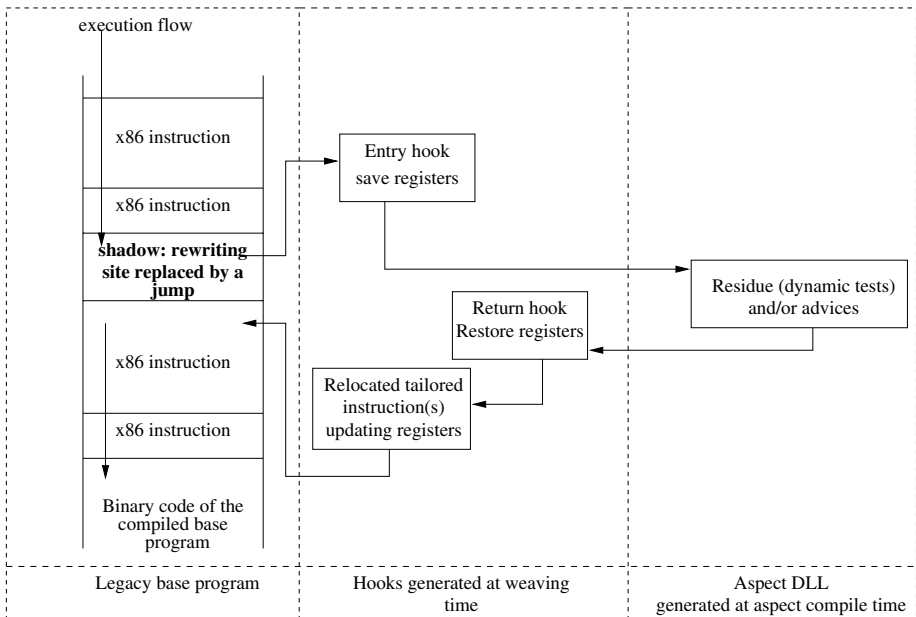 execution flow
x86 instruction
x86 instruction
shadow: rewriting
site replaced by a
jump
x86 instruction
x86 instruction
Binary code of the
compiled base
program
Entry hook
save registers
Residue (dynamic tests)
and/or advices
Return hook
Restore registers
Relocated tailored
instruction(s)
updating registers
Legacy base program
Hooks generated at weaving
time
Aspect DLL
generated at aspect compile time